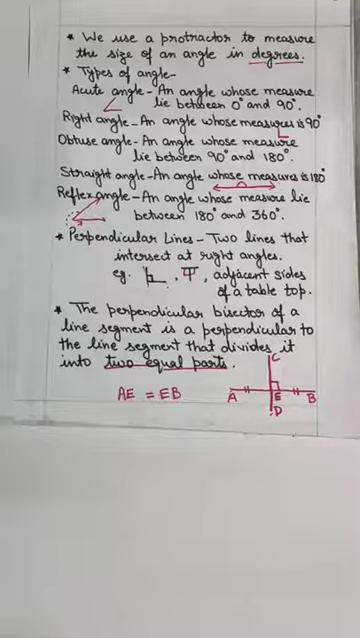 * We use a protractor to measure
the size of an angle in degrees.
* Types of angle-
Acute angle - An angle whose measure
lie between 0° and 90°.
Right angle - An angle whose measures is 90°
Obtuse angle - An angle whose measure
lie between 90° and 180°.
Straight angle - An angle whose measures is 180°
Reflex angle - An angle whose measure lie
between 180° and 360°.
* Perpendicular Lines - Two lines that
intersect at right angles.
eg. , , adjacent sides
of a table top.
* The perpendicular bisector of a
line segment is a perpendicular to
the line segment that divides it
into two equal parts.
C
AE = EB
A E B
D